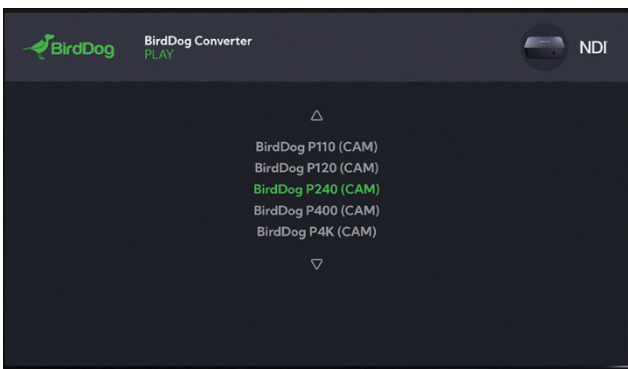 BirdDog
BirdDog Converter
PLAY
NDI
BirdDog P110 (CAM)
BirdDog P120 (CAM)
BirdDog P240 (CAM)
BirdDog P400 (CAM)
BirdDog P4K (CAM)